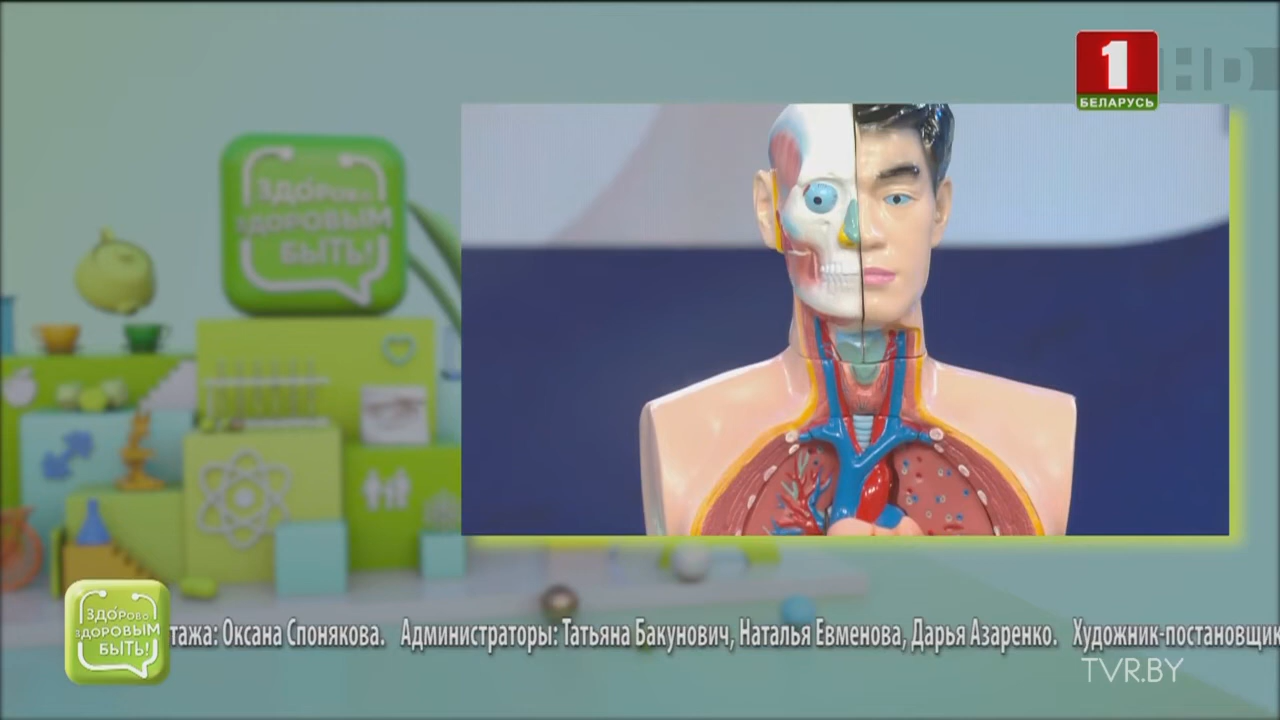 1
HD
БЕЛАРУСЬ
ЗДОРОВО
ЗДОРОВЫМ
БЫТЬ!
ЗДОРОВО
ЗДОРОВЫМ
БЫТЬ!
тажа: Оксана Спонякова. Администраторы: Татьяна Бакунович, Наталья Евменова, Дарья Азаренко. Художник-постановщик
TVR.BY